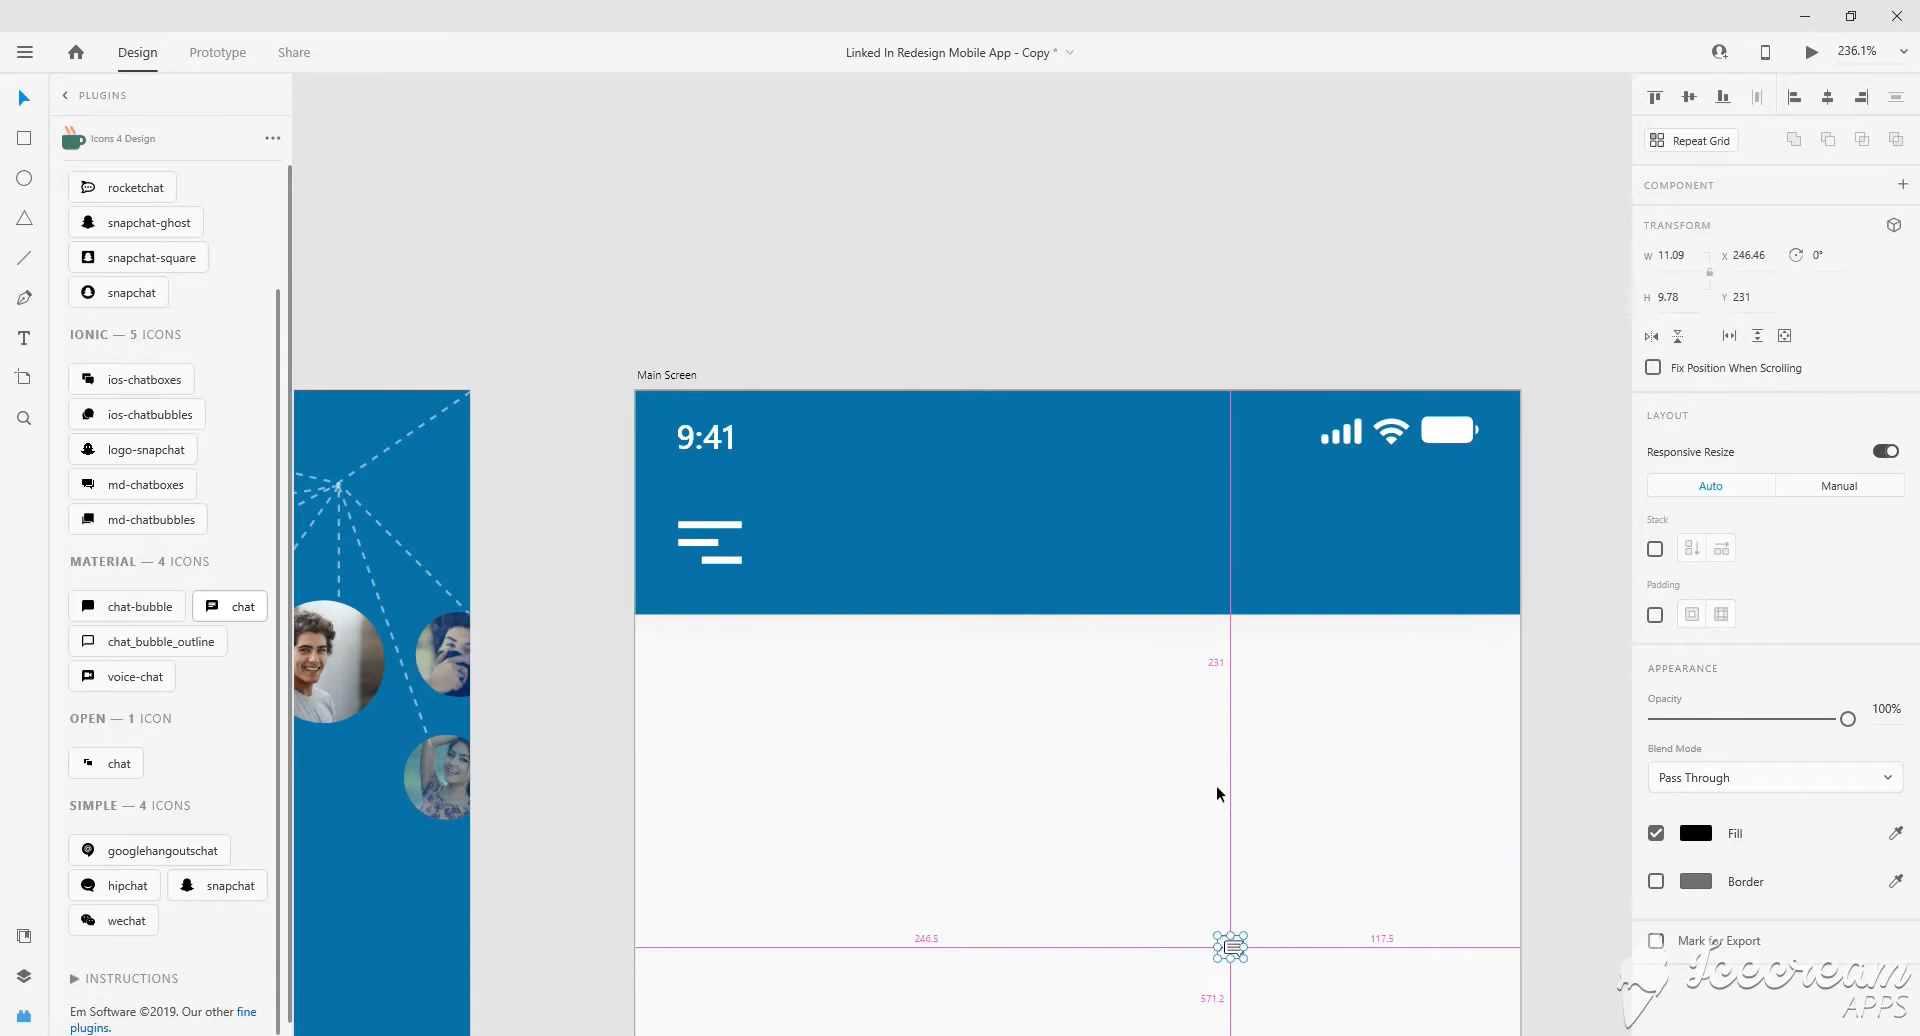 Design
Prototype
Share
Linked In Redesign Mobile App - Copy *
236.1%
PLUGINS
Icons 4 Design
rocketchat
snapchat-ghost
snapchat-square
snapchat
IONIC — 5 ICONS
ios-chatboxes
ios-chatbubbles
logo-snapchat
md-chatboxes
md-chatbubbles
MATERIAL — 4 ICONS
chat-bubble
chat
chat_bubble_outline
voice-chat
OPEN — 1 ICON
chat
SIMPLE — 4 ICONS
googlehangoutschat
hipchat
snapchat
wechat
▶ INSTRUCTIONS
Em Software ©2019. Our other fine
plugins.
Main Screen
9:41
231
246.5
117.5
571.2
Repeat Grid
COMPONENT
TRANSFORM
W 11.09
X 246.46
0°
H 9.78
Y 231
Fix Position When Scrolling
LAYOUT
Responsive Resize
Auto
Manual
Stack
Padding
APPEARANCE
Opacity
100%
Blend Mode
Pass Through
Fill
Border
Mark for Export
Icecream
APPS